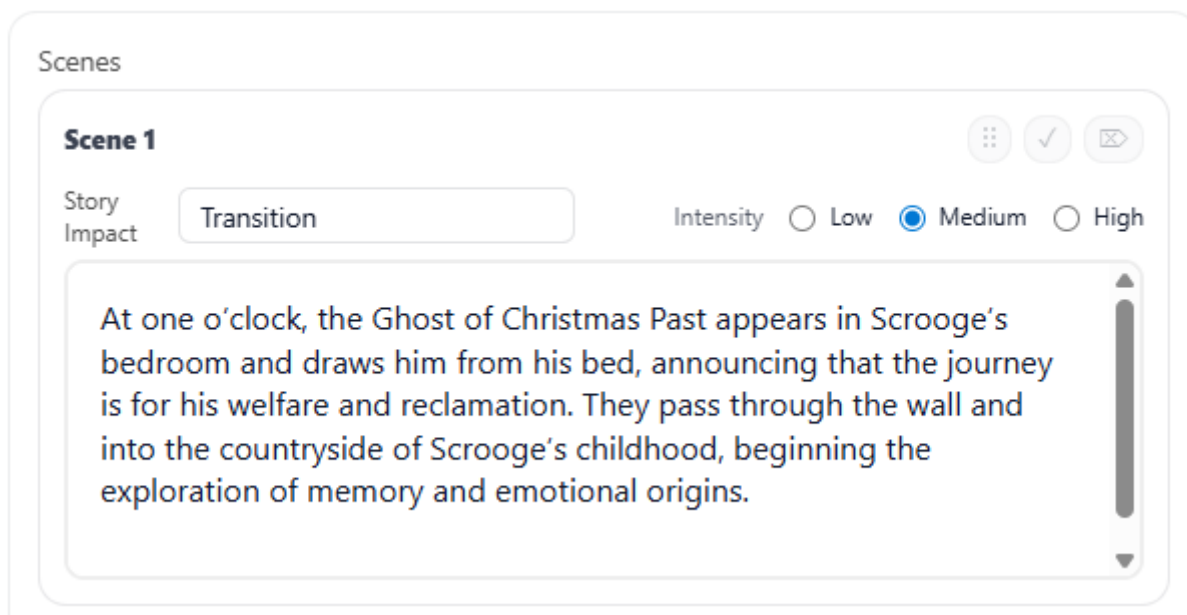 Scenes
Scene 1
Story
Impact
Transition
Intensity Low Medium High
At one o’clock, the Ghost of Christmas Past appears in Scrooge’s
bedroom and draws him from his bed, announcing that the journey
is for his welfare and reclamation. They pass through the wall and
into the countryside of Scrooge’s childhood, beginning the
exploration of memory and emotional origins.